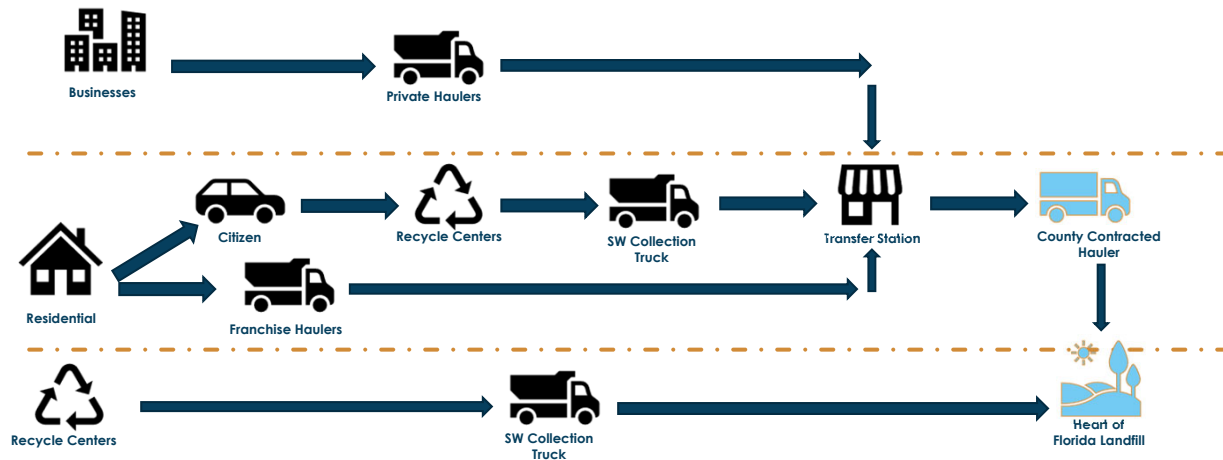 Businesses
Private Haulers
Citizen
Recycle Centers
SW Collection
Truck
Transfer Station
County Contracted
Hauler
Residential
Franchise Haulers
Recycle Centers
SW Collection
Truck
Heart of
Florida Landfill